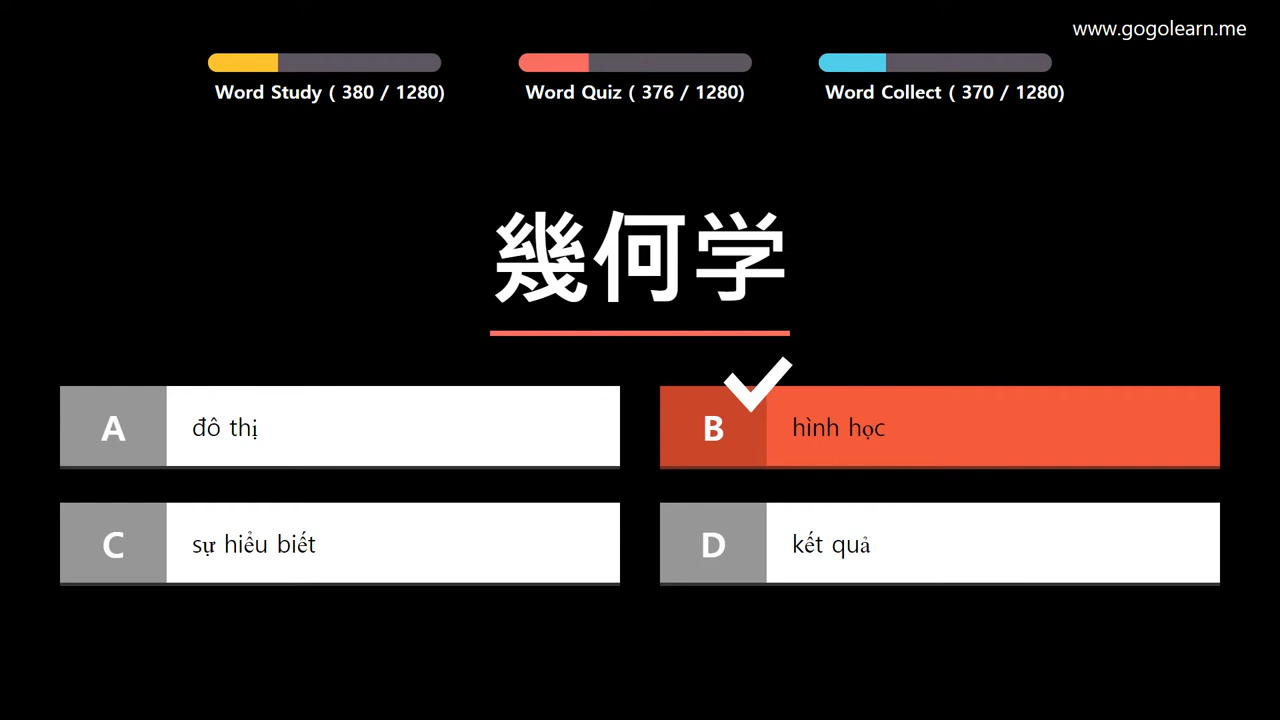 www.gogolearn.me
Word Study ( 380 / 1280)
Word Quiz ( 376 / 1280)
Word Collect ( 370 / 1280)
幾何学
A đô thị
B hình học
C sự hiểu biết
D kết quả